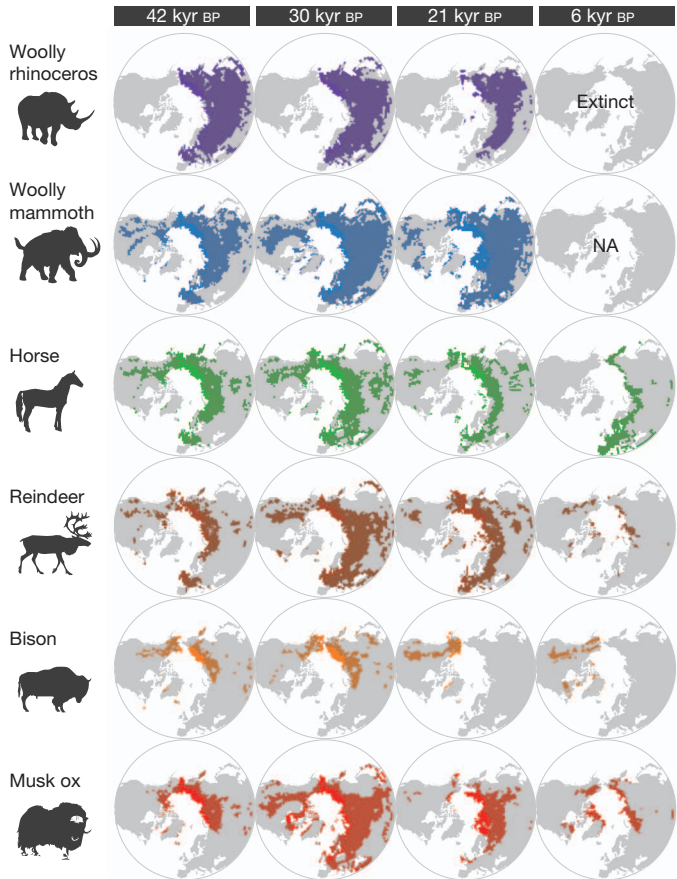 42 kyr BP
30 kyr BP
21 kyr BP
6 kyr BP
Woolly
rhinoceros
Extinct
Woolly
mammoth
NA
Horse
Reindeer
Bison
Musk ox